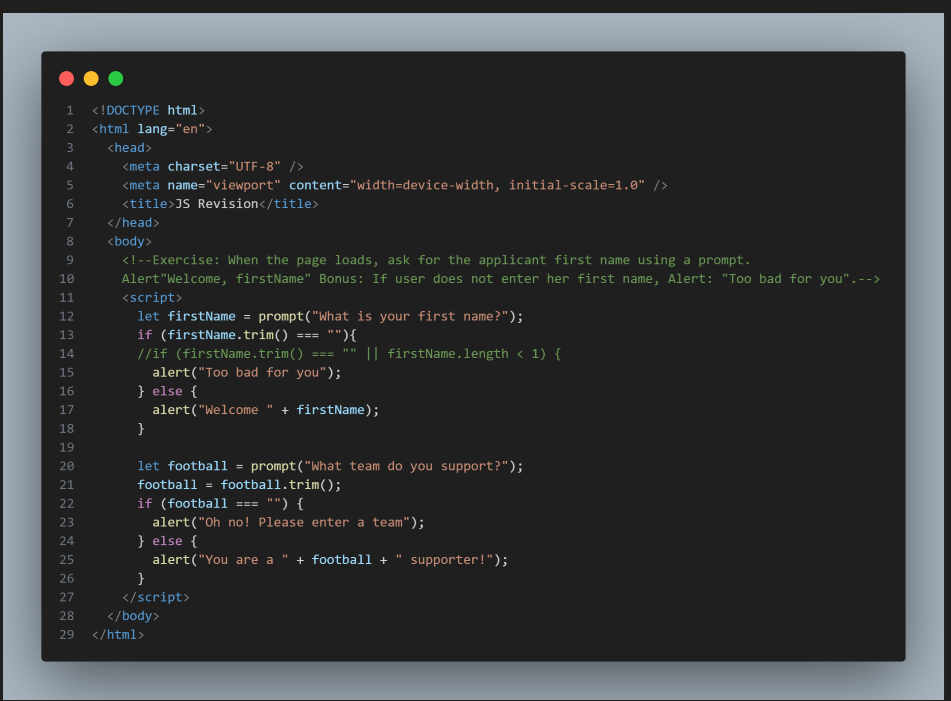 1 <!DOCTYPE html>
2 <html lang="en">
3   <head>
4     <meta charset="UTF-8" />
5     <meta name="viewport" content="width=device-width, initial-scale=1.0" />
6     <title>JS Revision</title>
7   </head>
8   <body>
9     <!--Exercise: When the page loads, ask for the applicant first name using a prompt.
10     Alert"Welcome, firstName" Bonus: If user does not enter her first name, Alert: "Too bad for you".-->
11     <script>
12       let firstName = prompt("What is your first name?");
13       if (firstName.trim() === ""){
14       //if (firstName.trim() === "" || firstName.length < 1) {
15         alert("Too bad for you");
16       } else {
17         alert("Welcome " + firstName);
18       }
19
20       let football = prompt("What team do you support?");
21       football = football.trim();
22       if (football === "") {
23         alert("Oh no! Please enter a team");
24       } else {
25         alert("You are a " + football + " supporter!");
26       }
27     </script>
28   </body>
29 </html>